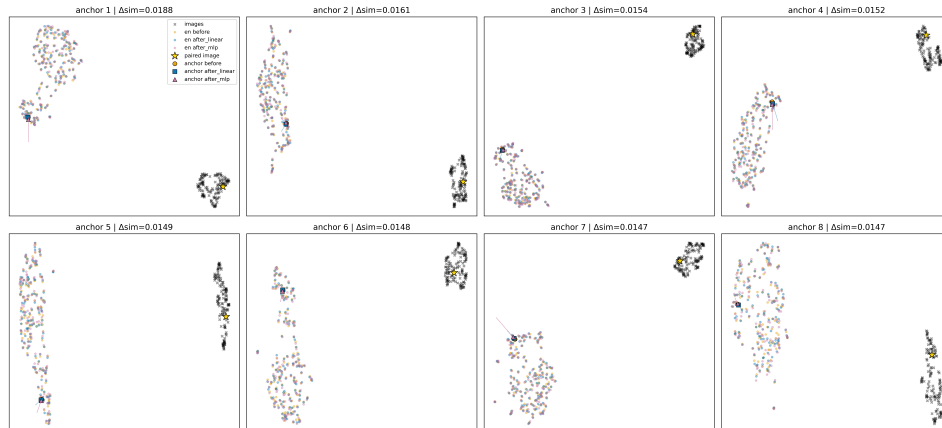 anchor 1 | Δsim=0.0188
anchor 2 | Δsim=0.0161
anchor 3 | Δsim=0.0154
anchor 4 | Δsim=0.0152
images
en before
en after_linear
en after_mlp
paired image
anchor before
anchor after_linear
anchor after_mlp
anchor 5 | Δsim=0.0149
anchor 6 | Δsim=0.0148
anchor 7 | Δsim=0.0147
anchor 8 | Δsim=0.0147